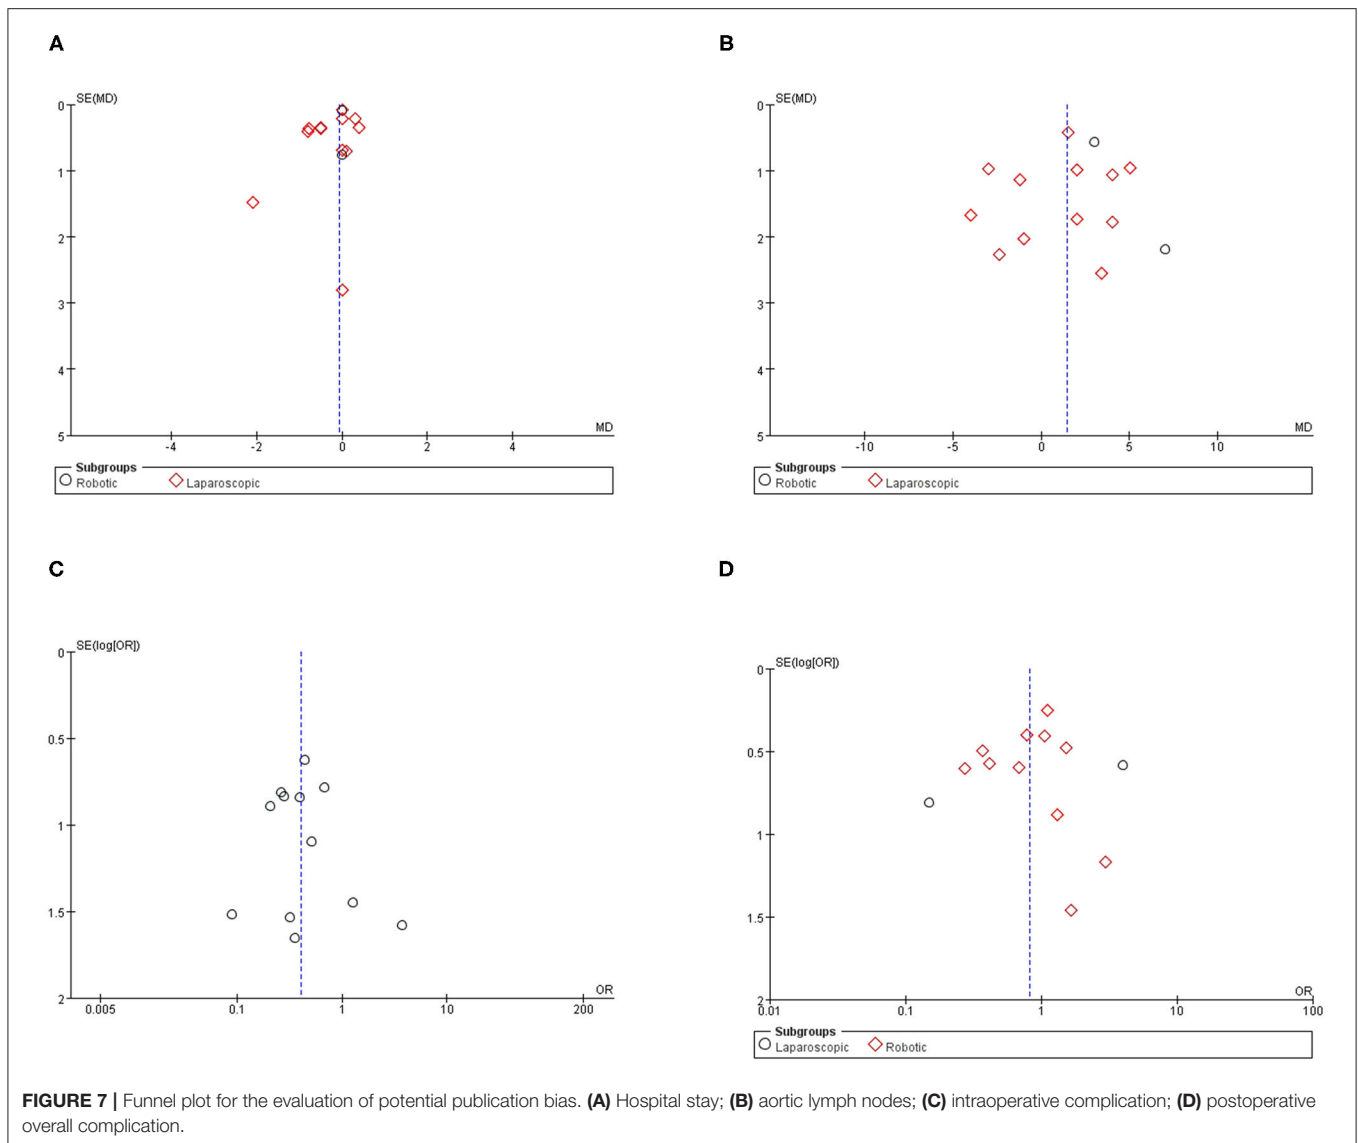 A
SE(MD)
0
1
2
3
4
5
-4 -2 0 2 4
MD
Subgroups
Robotic Laparoscopic
B
SE(MD)
0
1
2
3
4
5
-10 -5 0 5 10
MD
Subgroups
Robotic Laparoscopic
C
SE(log[OR])
0
0.5
1
1.5
2
0.005 0.1 1 10 200
OR
D
SE(log[OR])
0
0.5
1
1.5
2
0.01 0.1 1 10 100
OR
Subgroups
Laparoscopic Robotic
FIGURE 7 | Funnel plot for the evaluation of potential publication bias. (A) Hospital stay; (B) aortic lymph nodes; (C) intraoperative complication; (D) postoperative
overall complication.